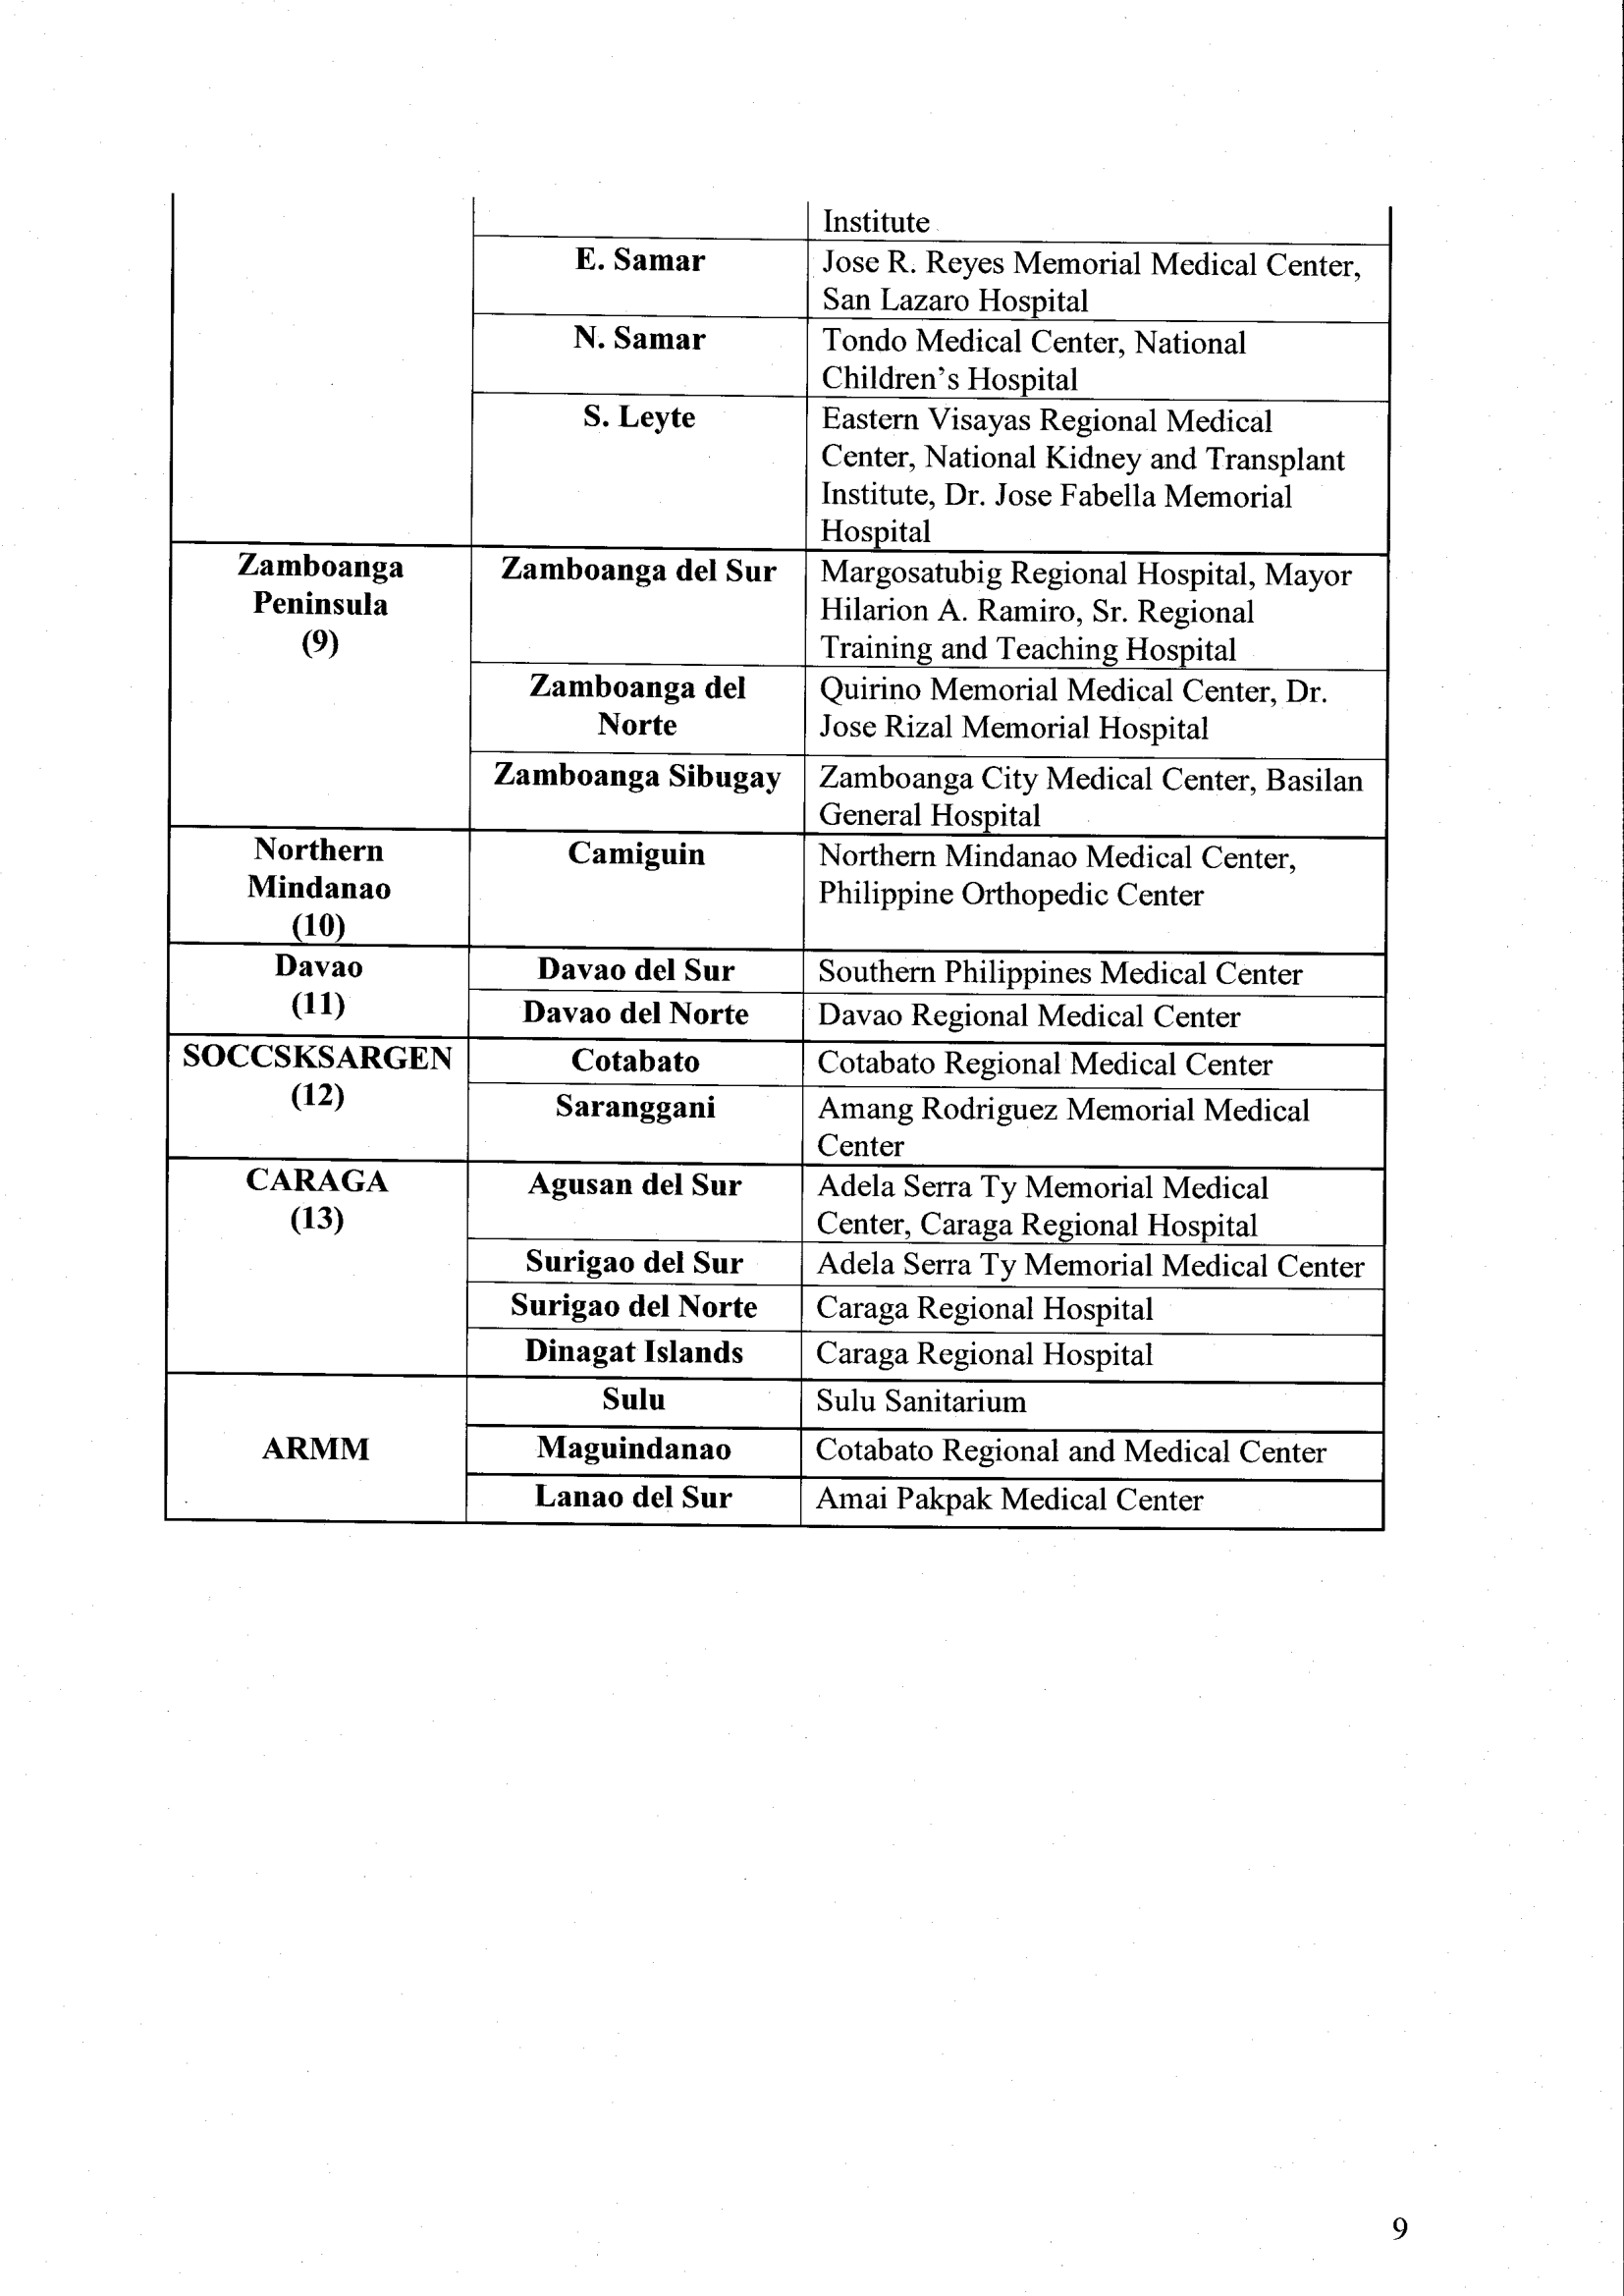 Institute
E. Samar
Jose R. Reyes Memorial Medical Center,
San Lazaro Hospital
N. Samar
Tondo Medical Center, National
Children's Hospital
S. Leyte
Eastern Visayas Regional Medical
Center, National Kidney and Transplant
Institute, Dr. Jose Fabella Memorial
Hospital
Zamboanga
Peninsula
(9)
Zamboanga del Sur
Margosatubig Regional Hospital, Mayor
Hilarion A. Ramiro, Sr. Regional
Training and Teaching Hospital
Zamboanga del
Norte
Quirino Memorial Medical Center, Dr.
Jose Rizal Memorial Hospital
Zamboanga Sibugay
Zamboanga City Medical Center, Basilan
General Hospital
Northern
Mindanao
(10)
Camiguin
Northern Mindanao Medical Center,
Philippine Orthopedic Center
Davao
(11)
Davao del Sur
Southern Philippines Medical Center
Davao del Norte
Davao Regional Medical Center
SOCCSKSARGEN
(12)
Cotabato
Cotabato Regional Medical Center
Saranggani
Amang Rodriguez Memorial Medical
Center
CARAGA
(13)
Agusan del Sur
Adela Serra Ty Memorial Medical
Center, Caraga Regional Hospital
Surigao del Sur
Adela Serra Ty Memorial Medical Center
Surigao del Norte
Caraga Regional Hospital
Dinagat Islands
Caraga Regional Hospital
ARMM
Sulu
Sulu Sanitarium
Maguindanao
Cotabato Regional and Medical Center
Lanao del Sur
Amai Pakpak Medical Center
9